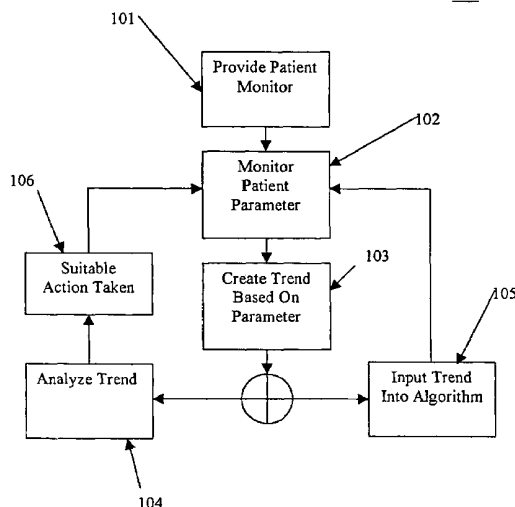 101
Provide Patient
Monitor
102
Monitor
Patient
Parameter
106
Suitable
Action Taken
Create Trend
Based On
Parameter
103
105
Analyze Trend
Input Trend
Into Algorithm
104